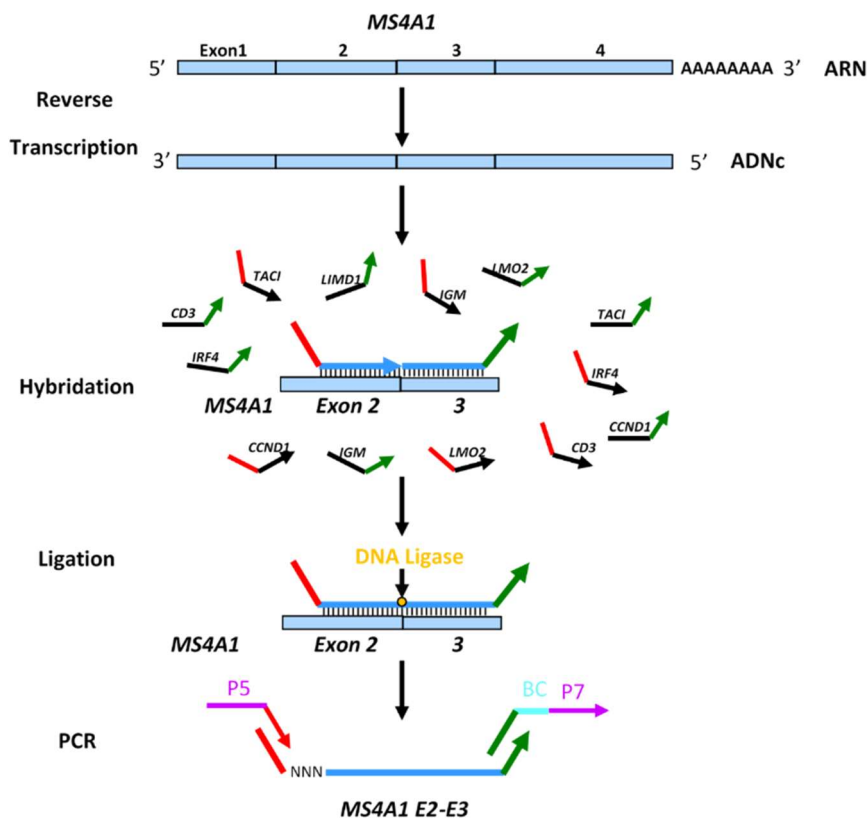 MS4A1
Exon1 2 3 4
5’ AAAAAAAA 3’ ARN
Reverse
Transcription
3’ 5’ ADNc
TACI LIMD1 IGM LMO2
CD3 TACI
IRF4 IRF4
Hybridation
MS4A1 Exon 2 3
CCND1
CCND1 IGM LMO2 CD3
Ligation
DNA Ligase
MS4A1 Exon 2 3
P5 BC P7
PCR
NNN
MS4A1 E2-E3